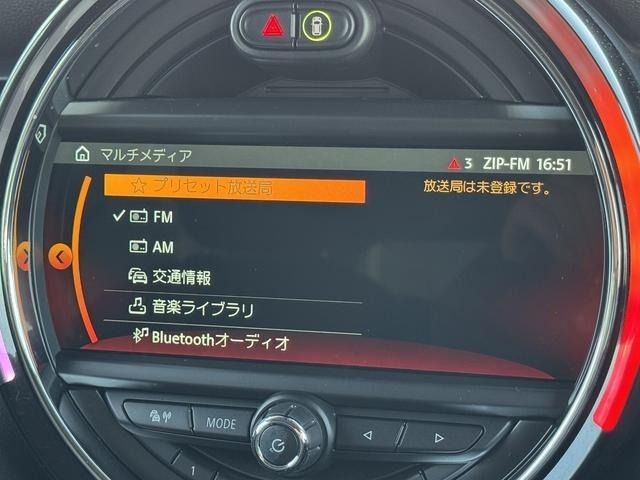 マルチメディア
3 ZIP-FM 16:51
☆ プリセット放送局
放送局は未登録です。
FM
AM
交通情報
音楽ライブラリ
Bluetoothオーディオ
MODE
1